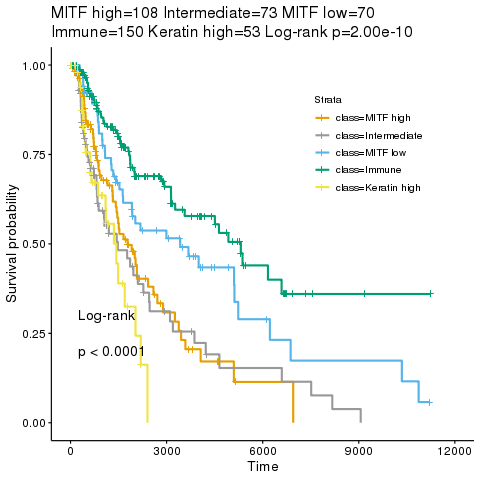 MITF high=108 Intermediate=73 MITF low=70
Immune=150 Keratin high=53 Log-rank p=2.00e-10
Strata
class=MITF high
class=Intermediate
class=MITF low
class=Immune
class=Keratin high
Survival probability
1.00
0.75
0.50
0.25
0.00
Log-rank
p < 0.0001
0 3000 6000 9000 12000
Time